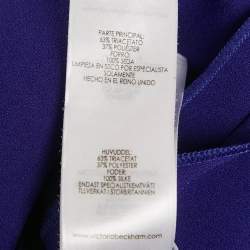 PARTE PRINCIPAL:
63% TRIACETATO
37% POLIÉSTER
FORRO:
100% SEDA
LIMPIEZA EN SECO POR ESPECIALISTA
SOLAMENTE
HECHO EN EL REINO UNIDO
HUVUDDEL:
63% TRIACETAT
37% POLYESTER
FODER:
100% SILKE
ENDAST SPECIALISTKEMTVÄTT
TILLVERKAT I STORBRITANNIEN
www.victoriabeckham.com